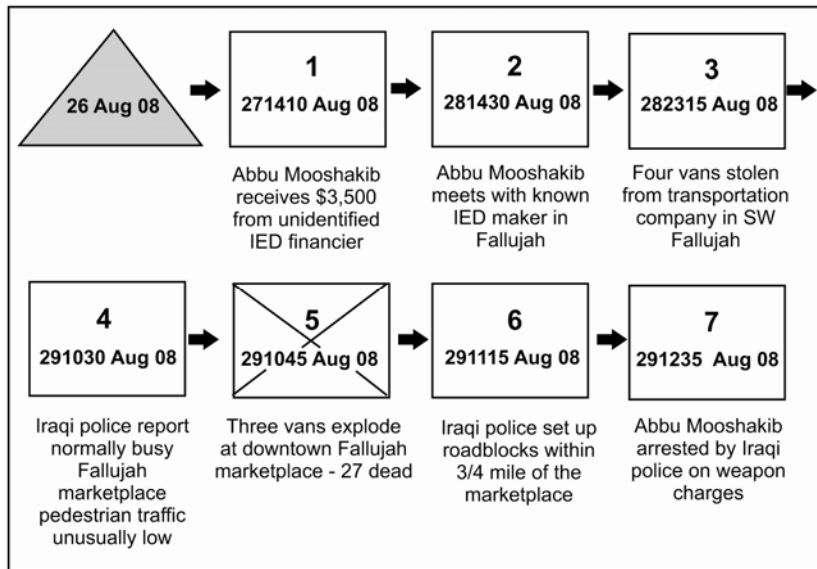 26 Aug 08
1
271410 Aug 08
Abbu Mooshakib
receives $3,500
from unidentified
IED financier
2
281430 Aug 08
Abbu Mooshakib
meets with known
IED maker in
Fallujah
3
282315 Aug 08
Four vans stolen
from transportation
company in SW
Fallujah
4
291030 Aug 08
Iraqi police report
normally busy
Fallujah
marketplace
pedestrian traffic
unusually low
5
291045 Aug 08
Three vans explode
at downtown Fallujah
marketplace - 27 dead
6
291115 Aug 08
Iraqi police set up
roadblocks within
3/4 mile of the
marketplace
7
291235 Aug 08
Abbu Mooshakib
arrested by Iraqi
police on weapon
charges